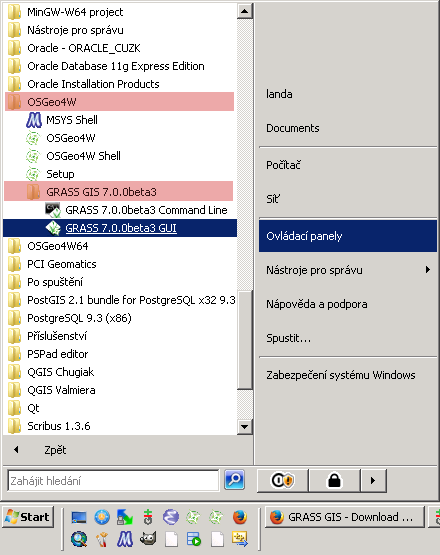 MinGW-W64 project
Nástroje pro správu
Oracle - ORACLE_CUZK
Oracle Database 11g Express Edition
Oracle Installation Products
OSGeo4W
MSYS Shell
OSGeo4W
OSGeo4W Shell
Setup
GRASS GIS 7.0.0beta3
GRASS 7.0.0beta3 Command Line
GRASS 7.0.0beta3 GUI
OSGeo4W64
PCI Geomatics
Po spuštění
PostGIS 2.1 bundle for PostgreSQL x32 9.3
PostgreSQL 9.3 (x86)
Příslušenství
PSPad editor
QGIS Chugiak
QGIS Valmiera
Qt
Scribus 1.3.6
Zpět
Zahájit hledání
landa
Documents
Počítač
Síť
Ovládací panely
Nástroje pro správu
Nápověda a podpora
Spustit...
Zabezpečení systému Windows
Start
GRASS GIS - Download ...